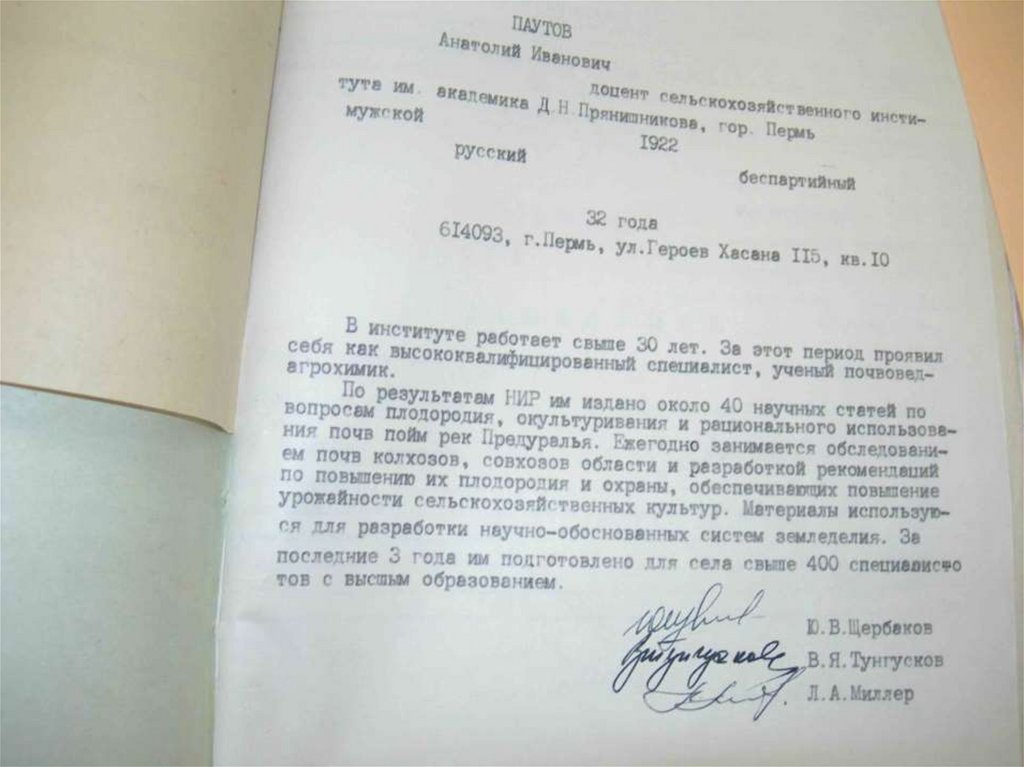 ПАУТОВ
Анатолий Иванович
доцент сельскохозяйственного инсти-
тута им. академика Д.Н.Прянишникова, гор. Пермь
мужской
1922
русский
беспартийный
32 года
614093, г.Пермь, ул.Героев Хасана 115, кв.10
В институте работает свыше 30 лет. За этот период проявил
себя как высококвалифицированный специалист, ученый почвовед-
агрохимик.
По результатам НИР им издано около 40 научных статей по
вопросам плодородия, окультуривания и рационального использова-
ния почв пойм рек Предуралья. Ежегодно занимается обследовани-
ем почв колхозов, совхозов области и разработкой рекомендаций
по повышению их плодородия и охраны, обеспечивающих повышение
урожайности сельскохозяйственных культур. Материалы использую-
ся для разработки научно-обоснованных систем земледелия. За
последние 3 года им подготовлено для села свыше 400 специалисто
тов с высшым образованием.
Ю.В.Щербаков
В.Я.Тунгусков
Л.А.Миллер